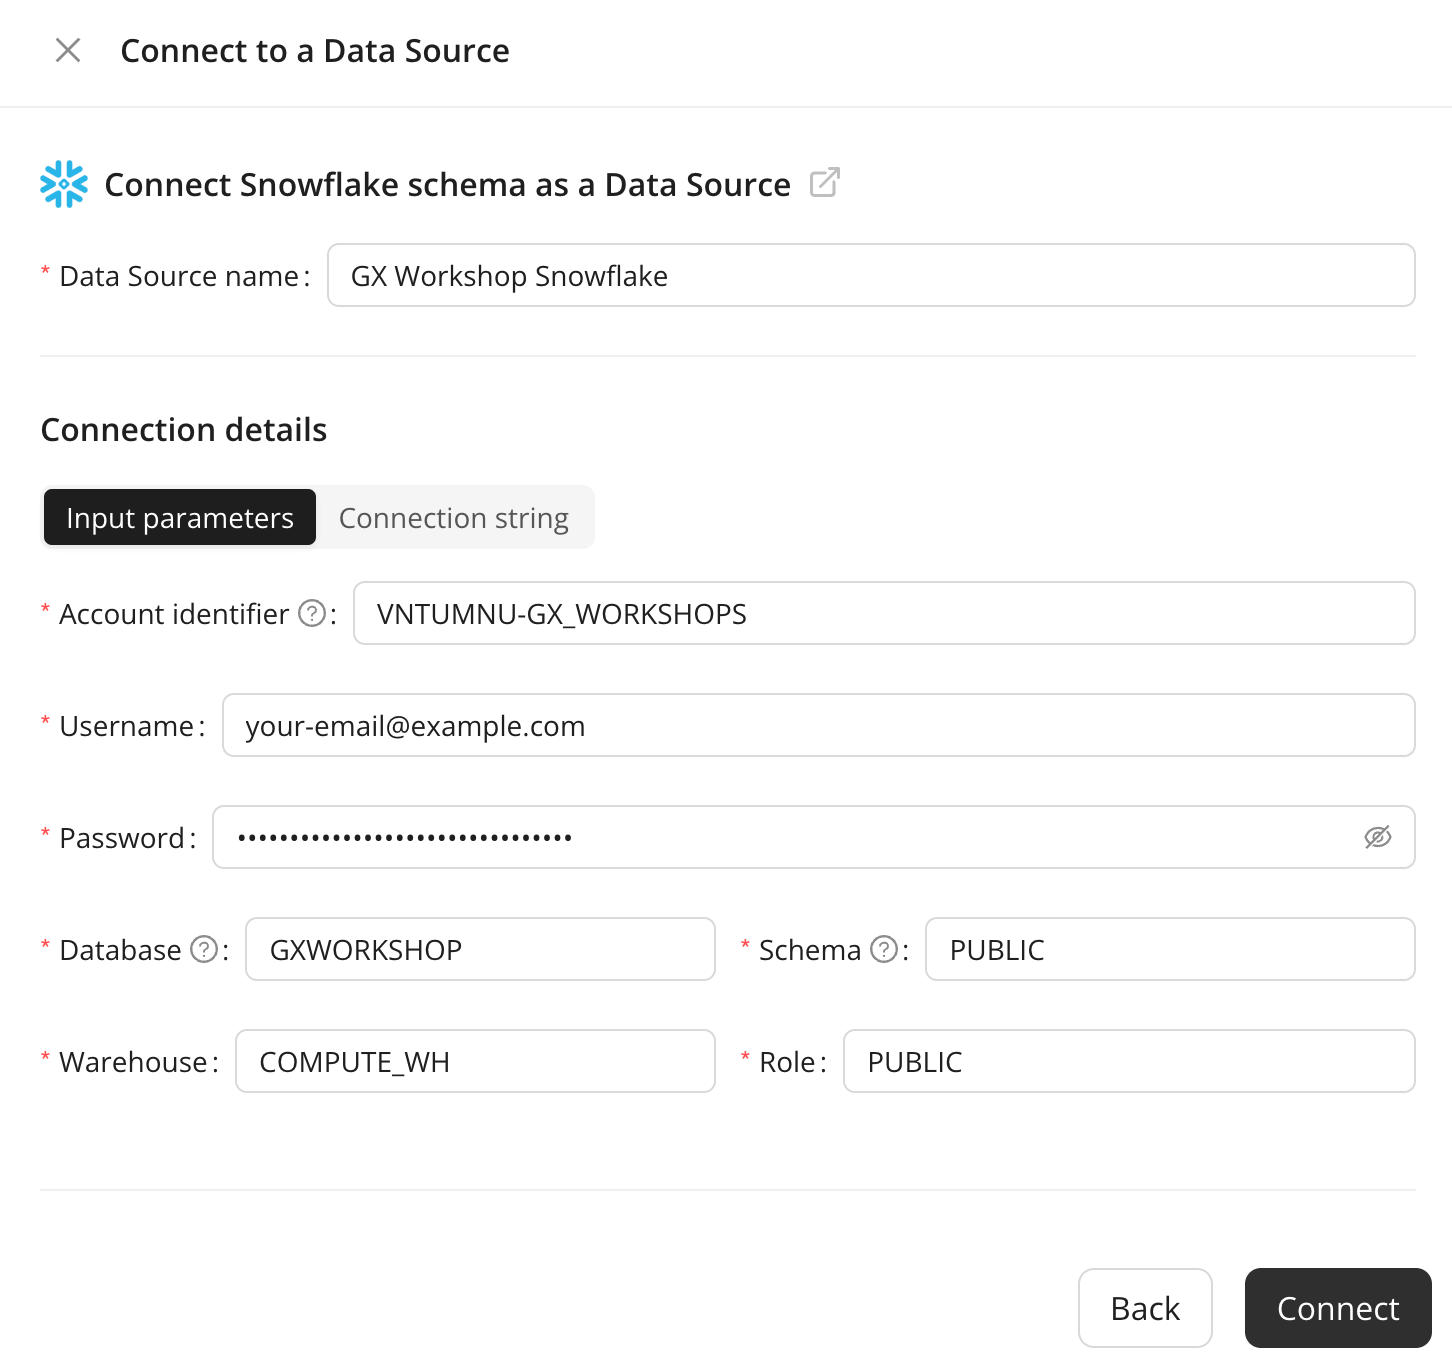 Connect to a Data Source
Connect Snowflake schema as a Data Source
* Data Source name: GX Workshop Snowflake
Connection details
Input parameters Connection string
* Account identifier ? : VNTUMNU-GX_WORKSHOPS
* Username: your-email@example.com
* Password: ••••••••••••••••••••••••••••••••
* Database ? : GXWORKSHOP * Schema ? : PUBLIC
* Warehouse: COMPUTE_WH * Role: PUBLIC
Back Connect